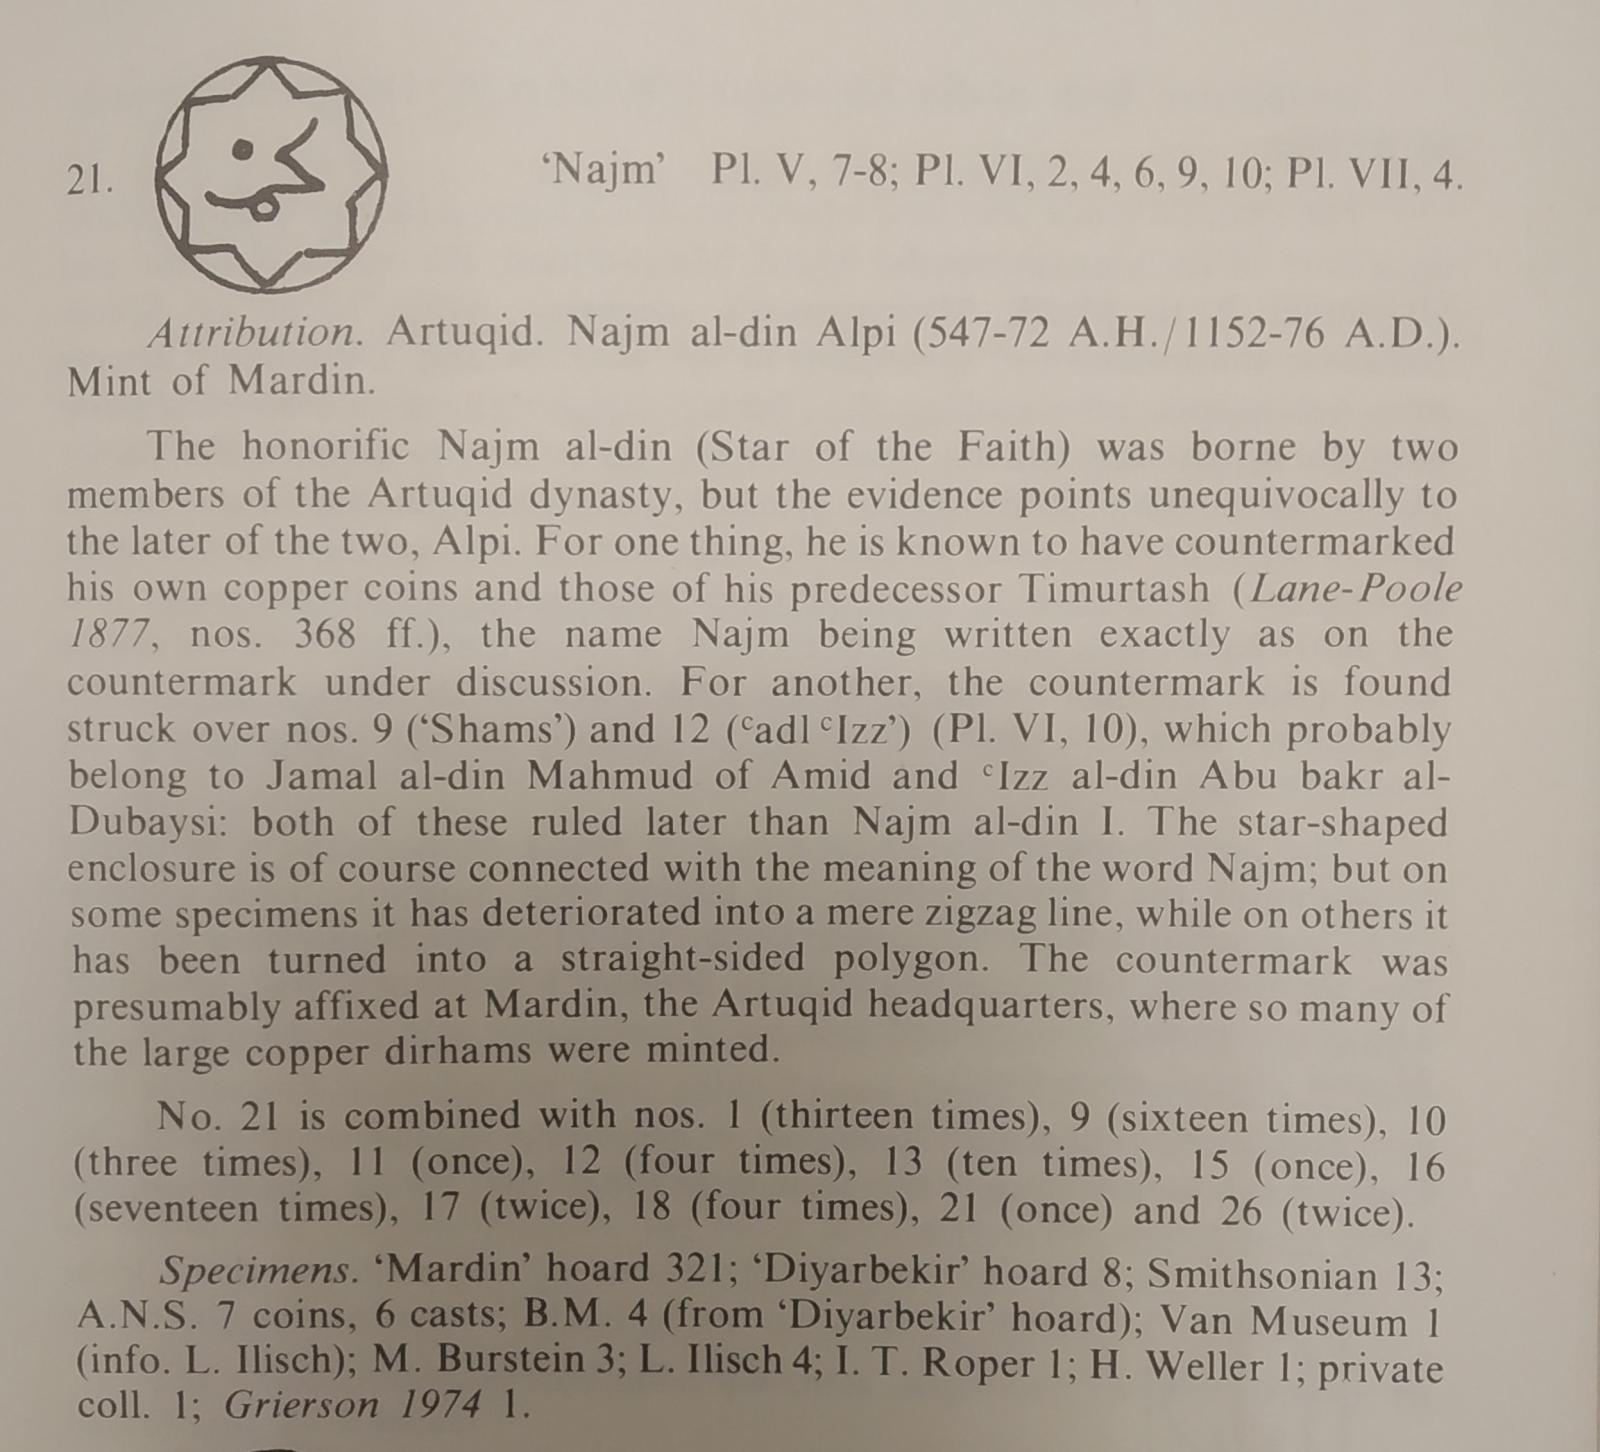 21. نجم ‘Najm’ Pl. V, 7-8; Pl. VI, 2, 4, 6, 9, 10; Pl. VII, 4.
Attribution. Artuqid. Najm al-din Alpi (547-72 A.H./1152-76 A.D.).
Mint of Mardin.
The honorific Najm al-din (Star of the Faith) was borne by two
members of the Artuqid dynasty, but the evidence points unequivocally to
the later of the two, Alpi. For one thing, he is known to have countermarked
his own copper coins and those of his predecessor Timurtash (Lane-Poole
1877, nos. 368 ff.), the name Najm being written exactly as on the
countermark under discussion. For another, the countermark is found
struck over nos. 9 (‘Shams’) and 12 (ᶜadl ᶜIzz’) (Pl. VI, 10), which probably
belong to Jamal al-din Mahmud of Amid and ᶜIzz al-din Abu bakr al-
Dubaysi: both of these ruled later than Najm al-din I. The star-shaped
enclosure is of course connected with the meaning of the word Najm; but on
some specimens it has deteriorated into a mere zigzag line, while on others it
has been turned into a straight-sided polygon. The countermark was
presumably affixed at Mardin, the Artuqid headquarters, where so many of
the large copper dirhams were minted.
No. 21 is combined with nos. 1 (thirteen times), 9 (sixteen times), 10
(three times), 11 (once), 12 (four times), 13 (ten times), 15 (once), 16
(seventeen times), 17 (twice), 18 (four times), 21 (once) and 26 (twice).
Specimens. ‘Mardin’ hoard 321; ‘Diyarbekir’ hoard 8; Smithsonian 13;
A.N.S. 7 coins, 6 casts; B.M. 4 (from ‘Diyarbekir’ hoard); Van Museum 1
(info. L. Ilisch); M. Burstein 3; L. Ilisch 4; I. T. Roper 1; H. Weller 1; private
coll. 1; Grierson 1974 1.